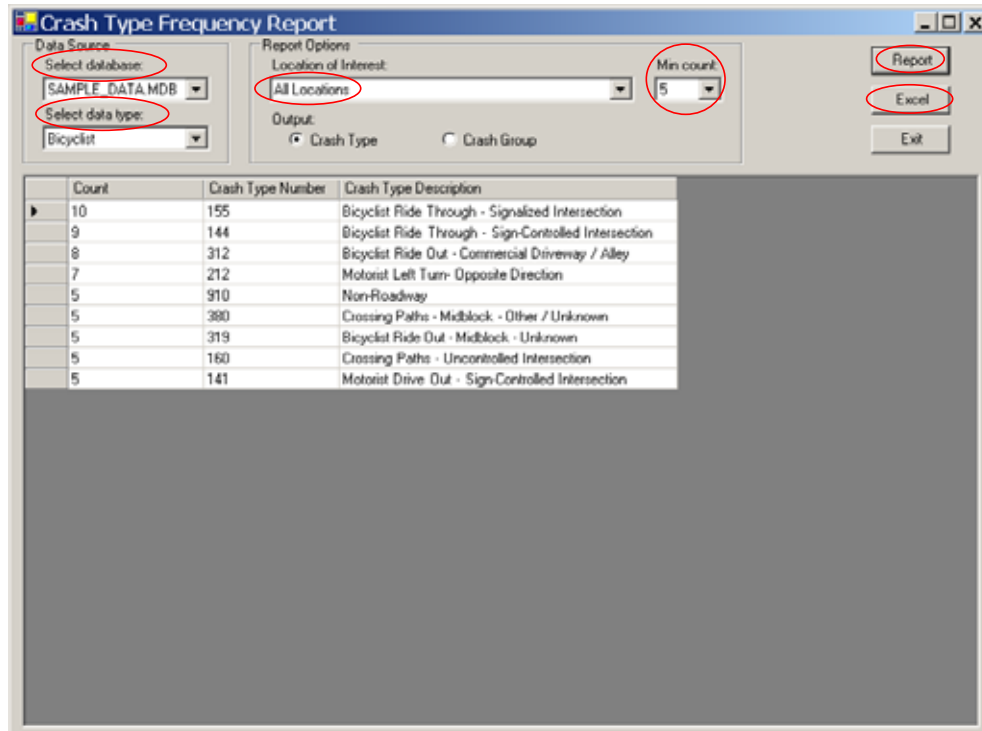 Crash Type Frequency Report
Data Source
Select database:
SAMPLE_DATA.MDB
Select data type:
Bicyclist
Report Options
Location of Interest:
All Locations
Min count:
5
Output:
Crash Type
Crash Group
Report
Excel
Exit
Count Crash Type Number Crash Type Description
10 155 Bicyclist Ride Through - Signalized Intersection
9 144 Bicyclist Ride Through - Sign-Controlled Intersection
8 312 Bicyclist Ride Out - Commercial Driveway / Alley
7 212 Motorist Left Turn- Opposite Direction
5 910 Non-Roadway
5 380 Crossing Paths - Midblock - Other / Unknown
5 319 Bicyclist Ride Out - Midblock - Unknown
5 160 Crossing Paths - Uncontrolled Intersection
5 141 Motorist Drive Out - Sign-Controlled Intersection